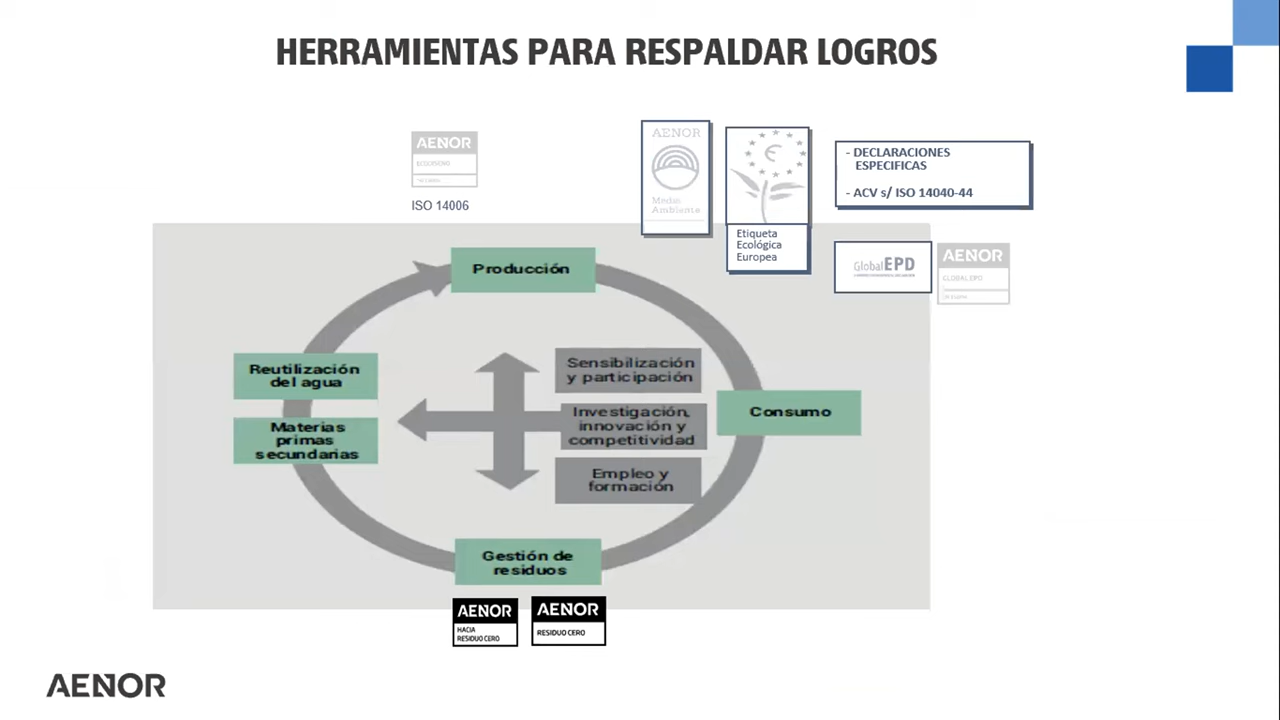 HERRAMIENTAS PARA RESPALDAR LOGROS
AENOR
ECODISEÑO
ISO 14006
AENOR
Medio
Ambiente
Etiqueta
Ecológica
Europea
- DECLARACIONES
ESPECIFICAS
- ACV s/ ISO 14040-44
GlobalEPD
AENOR
GLOBAL EPD
Producción
Reutilización
del agua
Materias
primas
secundarias
Sensibilización
y participación
Investigación,
innovación y
competitividad
Empleo y
formación
Consumo
Gestión de
residuos
AENOR
HACIA
RESIDUO CERO
AENOR
RESIDUO CERO
AENOR